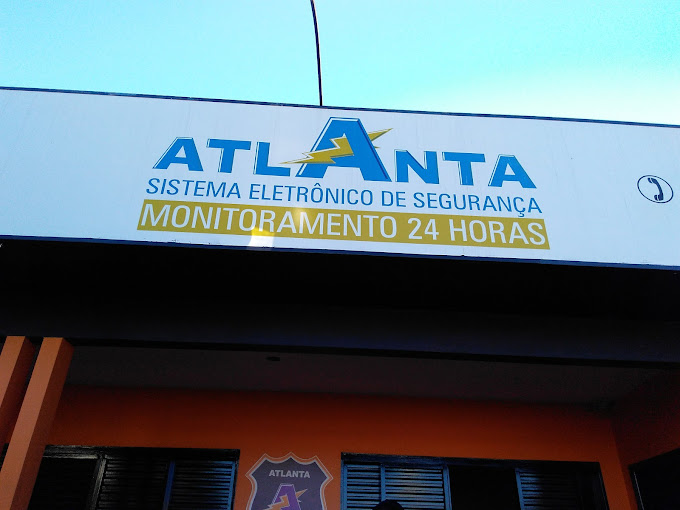 ATLANTA
SISTEMA ELETRÔNICO DE SEGURANÇA
MONITORAMENTO 24 HORAS
ATLANTA
A